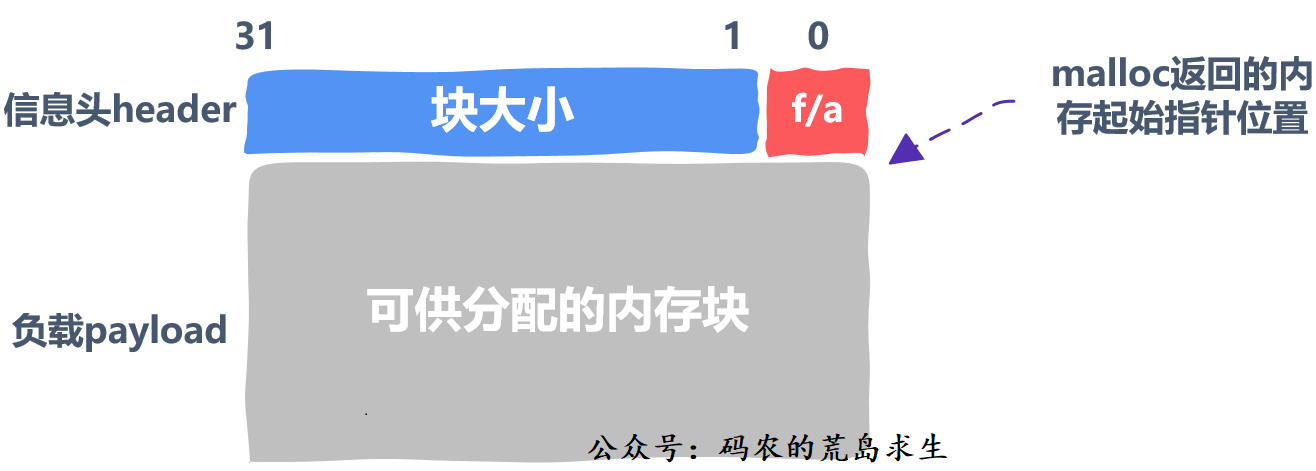 31 1 0
信息头header
块大小
f/a
malloc返回的内
存起始指针位置
可供分配的内存块
负载payload
公众号：码农的荒岛求生